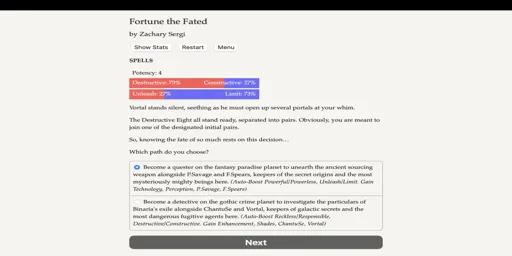 Fortune the Fated
by Zachary Sergi
Show Stats Restart Menu
SPELLS
Potency: 4
Destructive: 73% Constructive: 27%
Unleash: 27% Limit: 73%
Vortal stands silent, seething as he must open up several portals at your whim.
The Destructive Eight all stand ready, separated into pairs. Obviously, you are meant to
join one of the designated initial pairs.
So, knowing the fate of so much rests on this decision…
Which path do you choose?
Become a quester on the fantasy paradise planet to unearth the ancient sourcing
weapon alongside P.Savage and F.Spears, keepers of the secret origins and the most
mysteriously mighty beings here. (Auto-Boost Powerful/Powerless, Unleash/Limit. Gain
Technology, Perception, P.Savage, F.Spears)
Become a detective on the gothic crime planet to investigate the particulars of
Binaria's exile alongside ChantuSe and Vortal, keepers of galactic secrets and the
most dangerous fugitive agents here. (Auto-Boost Reckless/Responsible,
Destructive/Constructive. Gain Enhancement, Shades, ChantuSe, Vortal)
Next